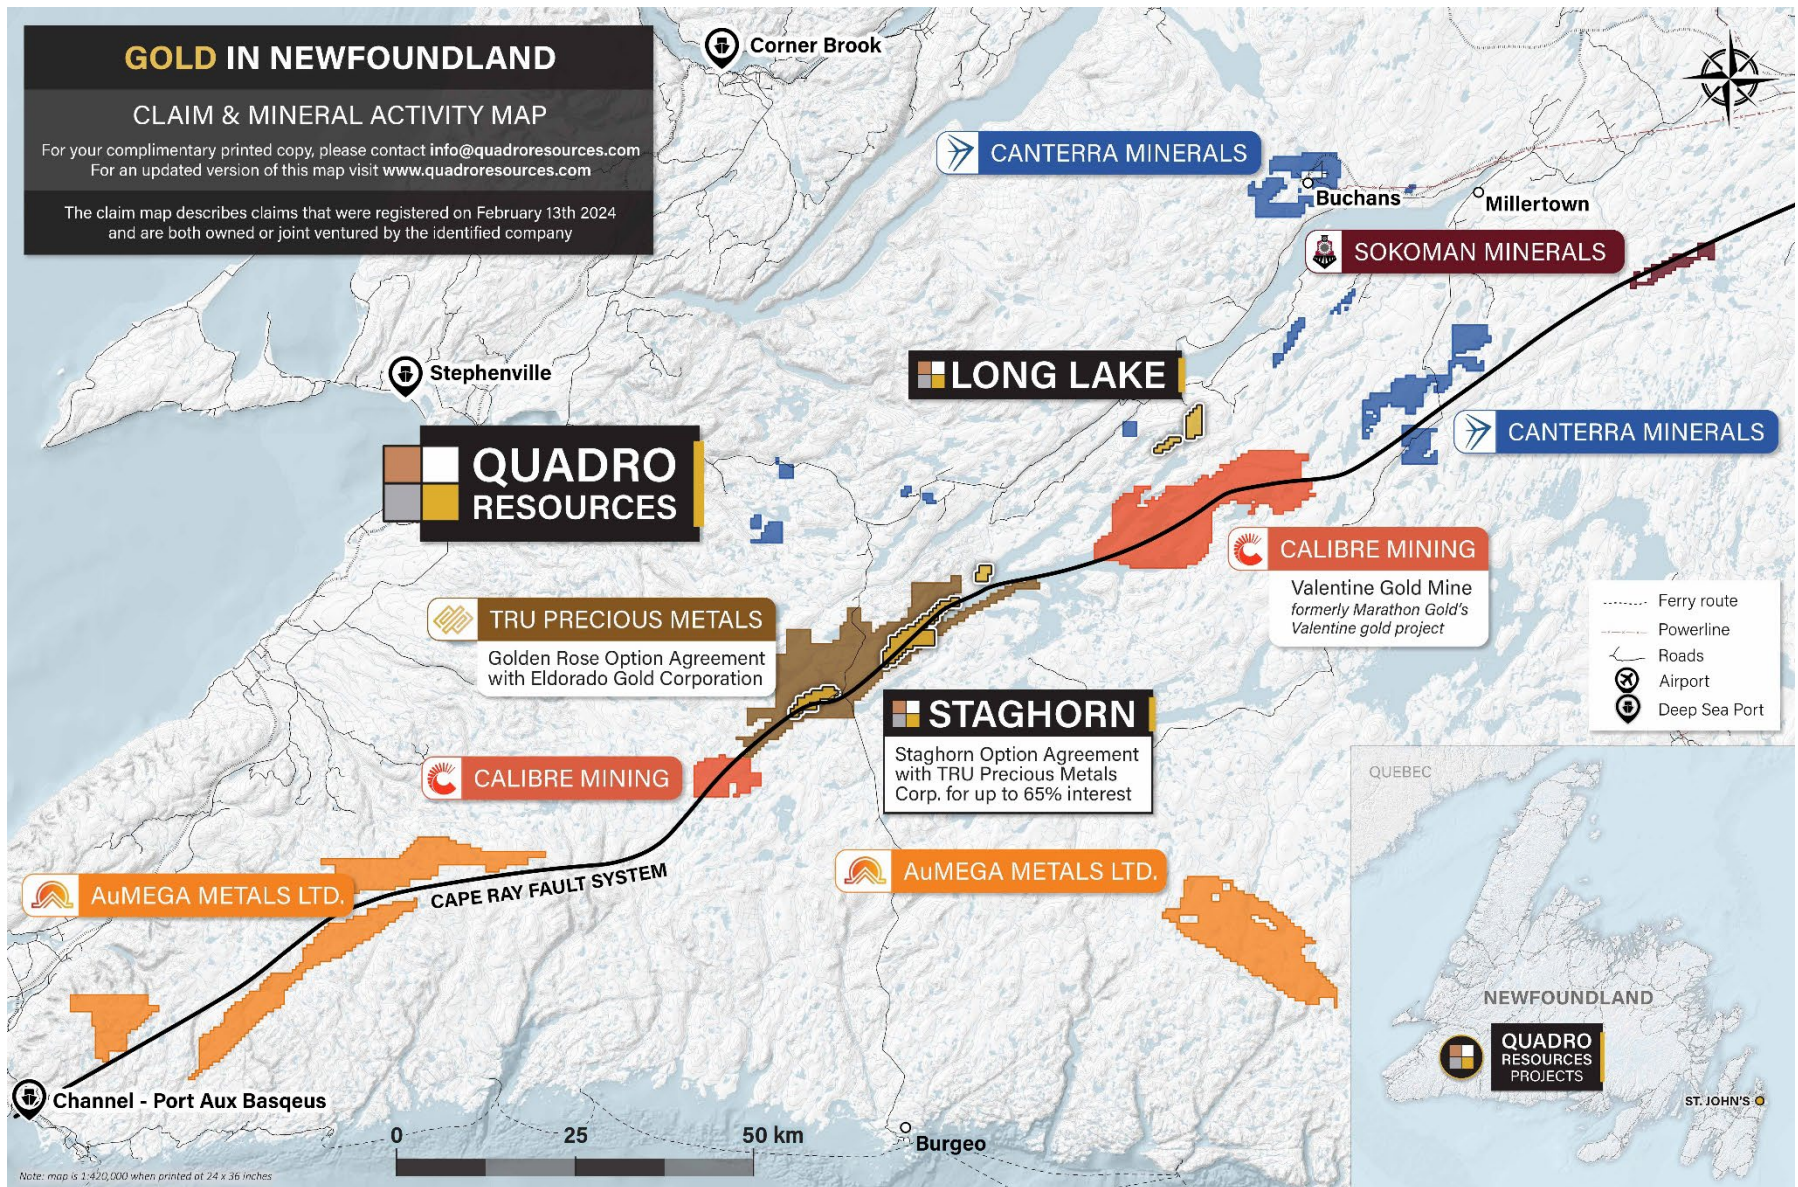 GOLD IN NEWFOUNDLAND
CLAIM & MINERAL ACTIVITY MAP
For your complimentary printed copy, please contact info@quadroresources.com
For an updated version of this map visit www.quadroresources.com
The claim map describes claims that were registered on February 13th 2024
and are both owned or joint ventured by the identified company
Corner Brook
CANTERRA MINERALS
Buchans
Millertown
SOKOMAN MINERALS
Stephenville
LONG LAKE
CANTERRA MINERALS
QUADRO
RESOURCES
CALIBRE MINING
Valentine Gold Mine
formerly Marathon Gold's
Valentine gold project
TRU PRECIOUS METALS
Golden Rose Option Agreement
with Eldorado Gold Corporation
Ferry route
Powerline
Roads
Airport
Deep Sea Port
STAGHORN
Staghorn Option Agreement
with TRU Precious Metals
Corp. for up to 65% interest
CALIBRE MINING
AuMEGA METALS LTD.
CAPE RAY FAULT SYSTEM
AuMEGA METALS LTD.
QUEBEC
NEWFOUNDLAND
QUADRO
RESOURCES
PROJECTS
ST. JOHN'S
Channel - Port Aux Basqeus
Burgeo
0 25 50 km
Note: map is 1:420,000 when printed at 24 x 36 inches